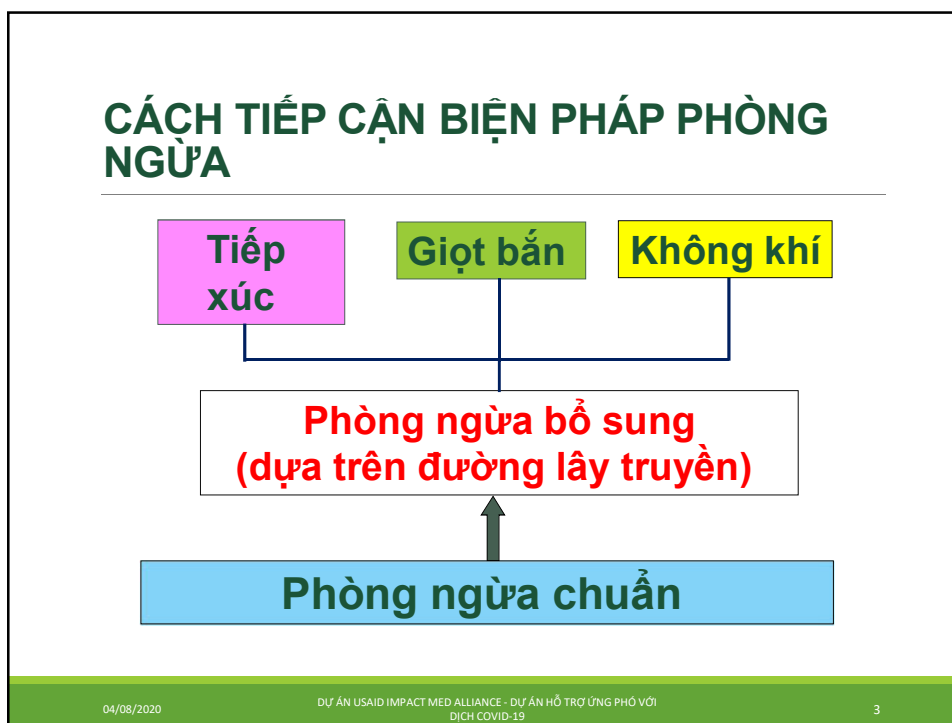 CÁCH TIẾP CẬN BIỆN PHÁP PHÒNG
NGỪA
Tiếp
xúc
Giọt bắn
Không khí
Phòng ngừa bổ sung
(dựa trên đường lây truyền)
Phòng ngừa chuẩn
04/08/2020
DỰ ÁN USAID IMPACT MED ALLIANCE - DỰ ÁN HỖ TRỢ ỨNG PHÓ VỚI
DỊCH COVID-19
3